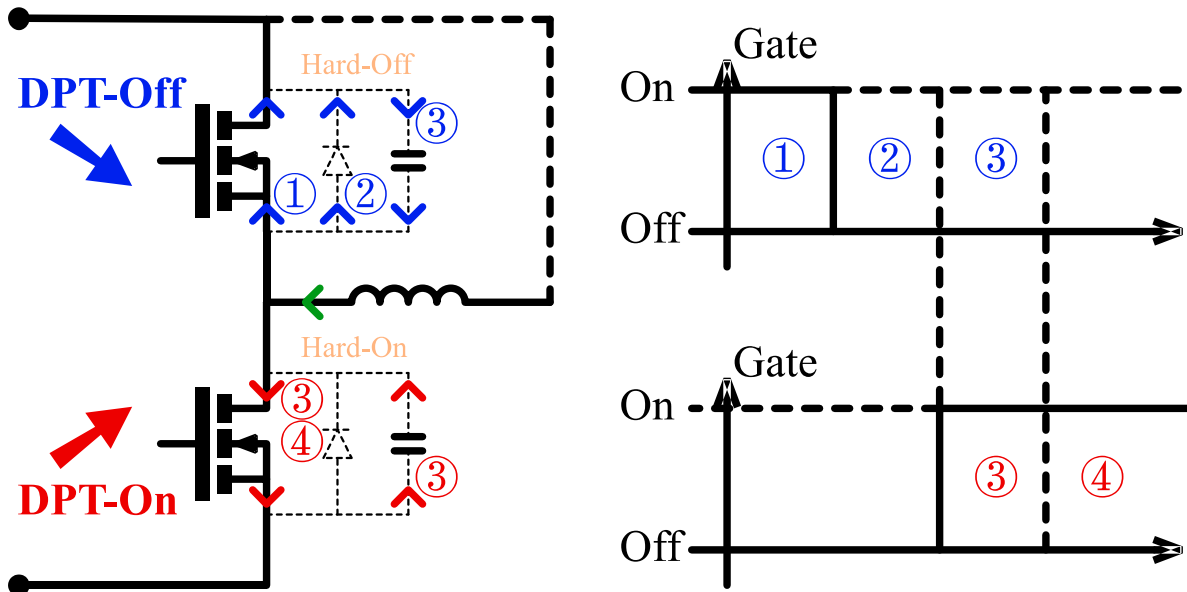 Hard-Off
DPT-Off
③
① ②
Hard-On
③
④ ③
DPT-On
Gate
On
① ② ③
Off
Gate
On
③ ④
Off